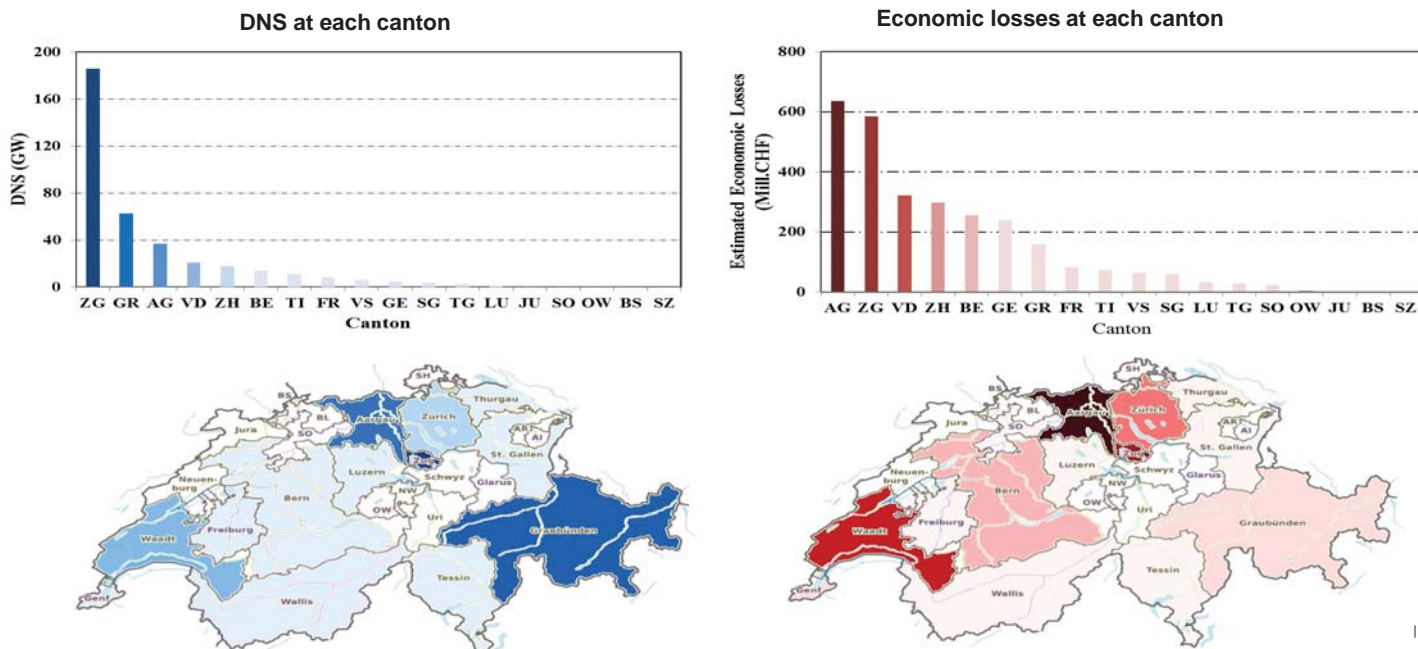 DNS at each canton
200
160
120
80
40
0
DNS (GW)
ZG GR AG VD ZH BE TI FR VS GE SG TG LU JU SO OW BS SZ
Canton
Economic losses at each canton
800
600
400
200
0
Estimated Economoic Losses
(Mill.CHF)
AG ZG VD ZH BE GE GR FR TI VS SG LU TG SO OW JU BS SZ
Canton
SH
BS
BL
Thurgau
Aargau
Zürich
Jura
SO
AR
AI
St. Gallen
Zug
Luzern
Neuen-
burg
Schwyz
Glarus
NW
Bern
OW
Uri
Freiburg
Graubünden
Waadt
Tessin
Genf
Wallis
SH
BS
BL
Thurgau
Aargau
Zürich
Jura
SO
AR
AI
St. Gallen
Zug
Luzern
Neuen-
burg
Schwyz
Glarus
NW
Bern
OW
Uri
Freiburg
Graubünden
Waadt
Tessin
Genf
Wallis